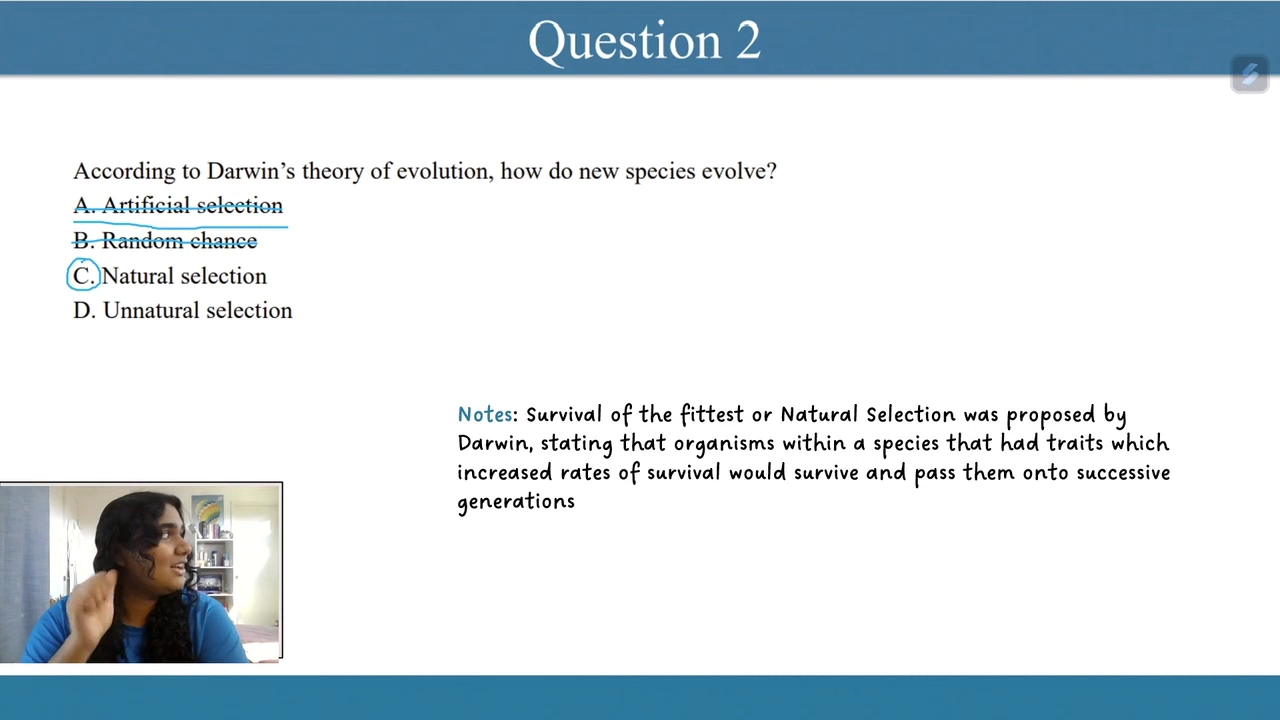 Question 2
According to Darwin’s theory of evolution, how do new species evolve?
A. Artificial selection
B. Random chance
C. Natural selection
D. Unnatural selection
Notes: Survival of the fittest or Natural Selection was proposed by
Darwin, stating that organisms within a species that had traits which
increased rates of survival would survive and pass them onto successive
generations